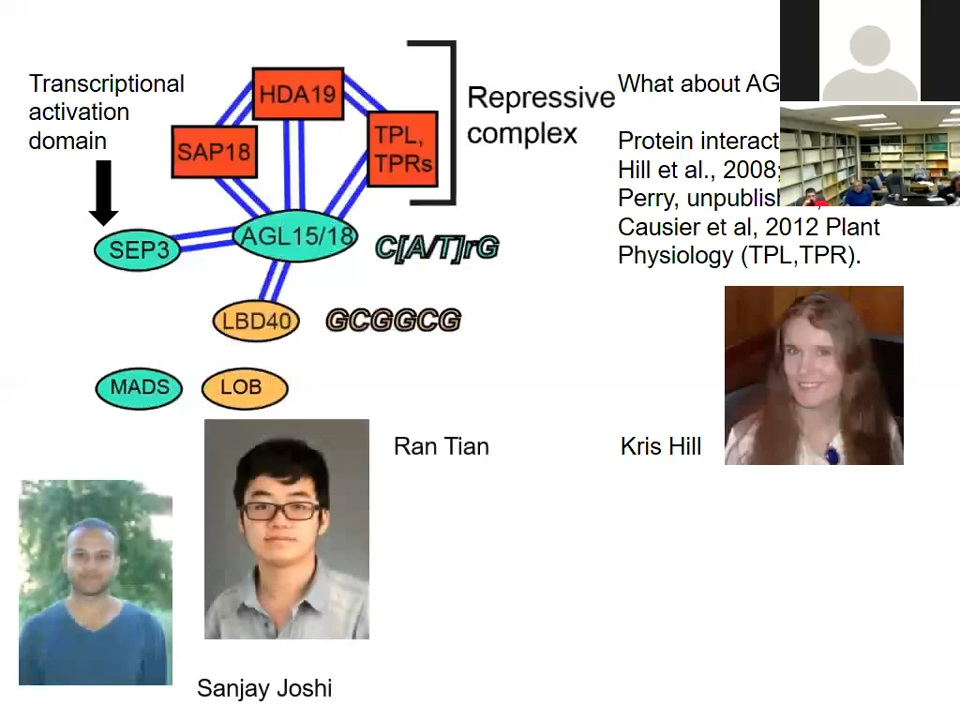 Transcriptional
activation
domain
HDA19
SAP18
TPL,
TPRs
Repressive
complex
SEP3
AGL15/18
C[A/T]rG
LBD40
GCGGCG
MADS
LOB
What about AG
Protein interact
Hill et al., 2008;
Perry, unpublis
Causier et al, 2012 Plant
Physiology (TPL,TPR).
Ran Tian
Kris Hill
Sanjay Joshi